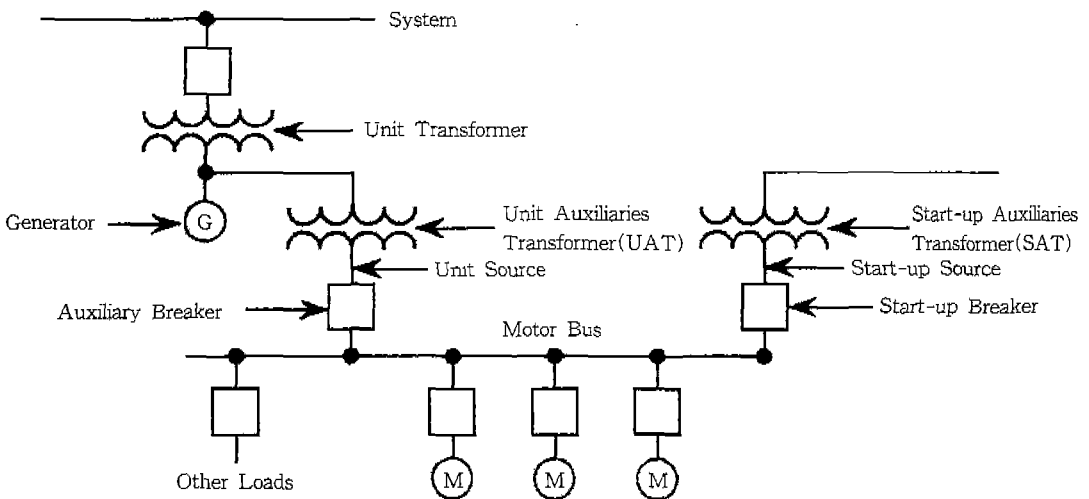 System
Unit Transformer
Generator
G
Unit Auxiliaries
Transformer(UAT)
Start-up Auxiliaries
Transformer(SAT)
Unit Source
Start-up Source
Auxiliary Breaker
Start-up Breaker
Motor Bus
Other Loads
M
M
M